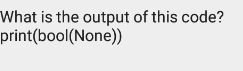 What is the output of this code?
print(bool(None))